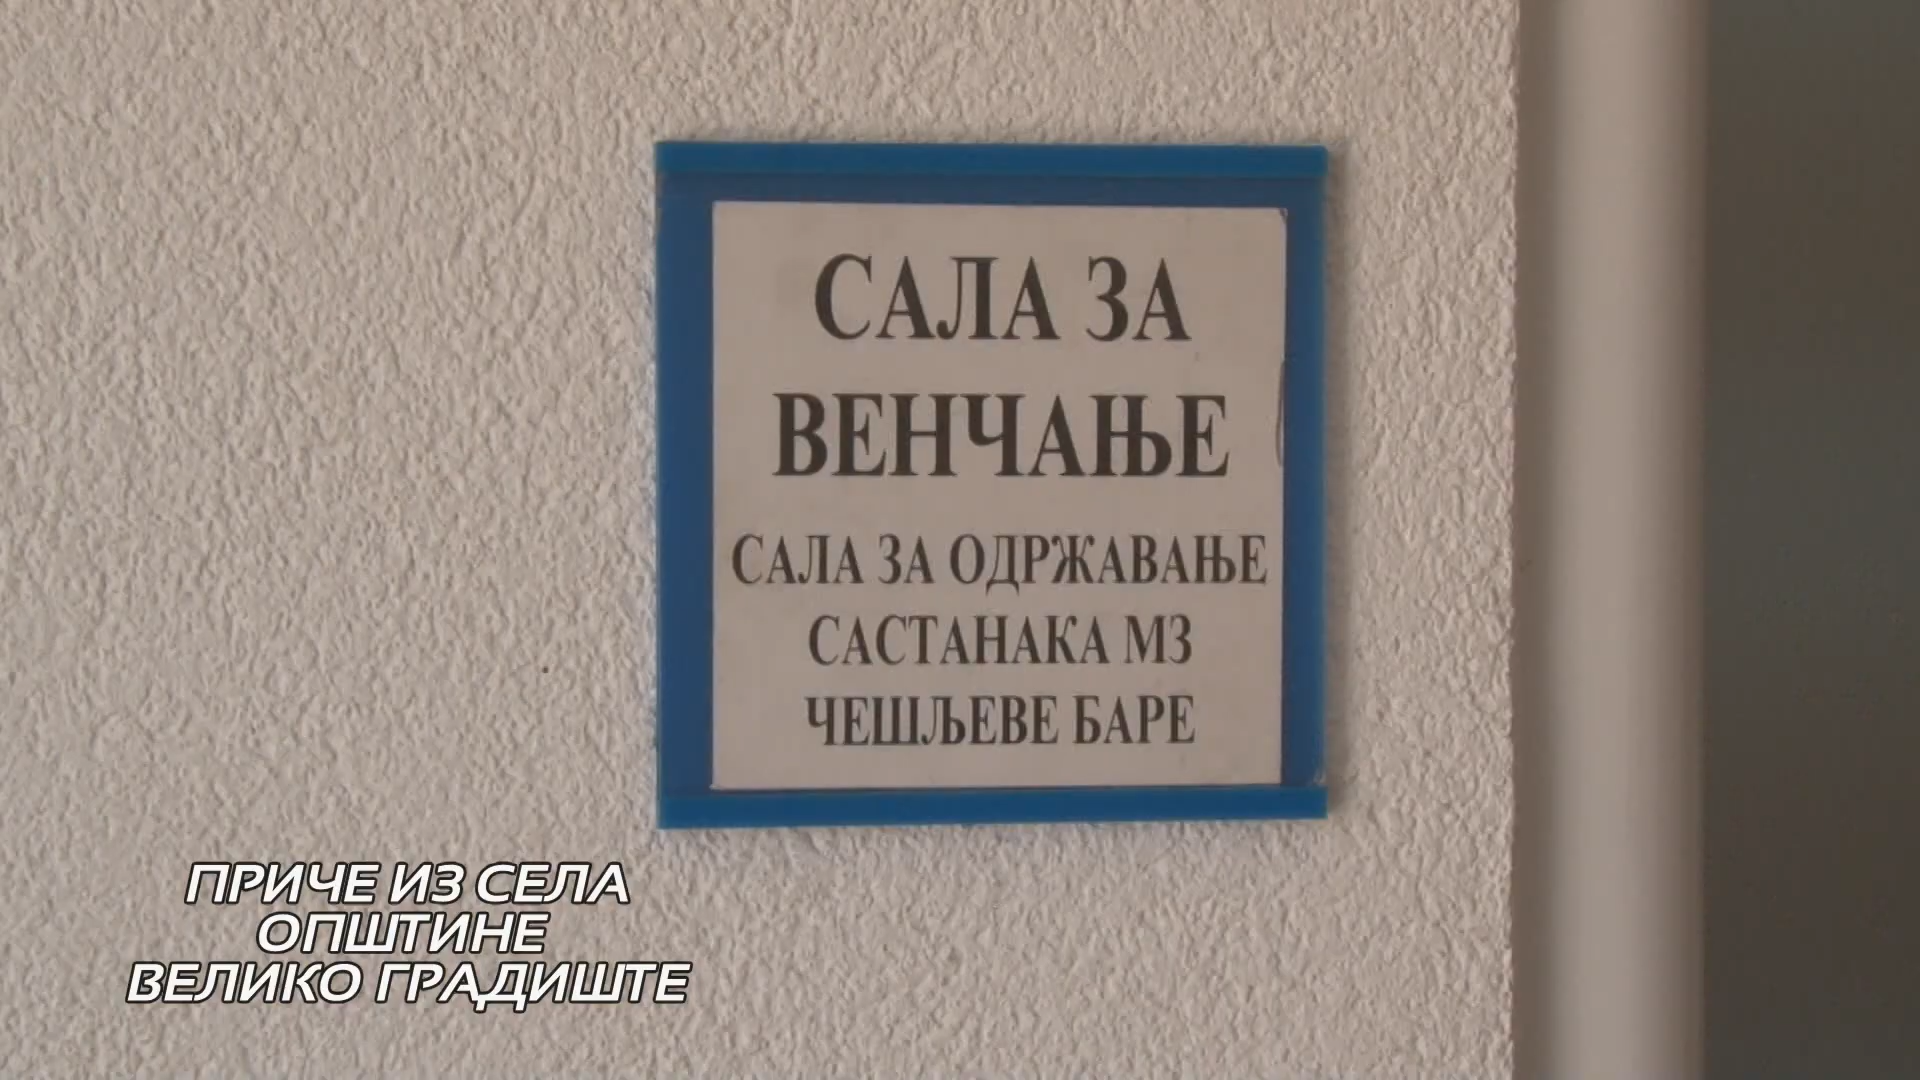 САЛА ЗА
ВЕНЧАЊЕ
САЛА ЗА ОДРЖАВАЊЕ
САСТАНАКА МЗ
ЧЕШЉЕВЕ БАРЕ
ПРИЧЕ ИЗ СЕЛА
ОПШТИНЕ
ВЕЛИКО ГРАДИШТЕ